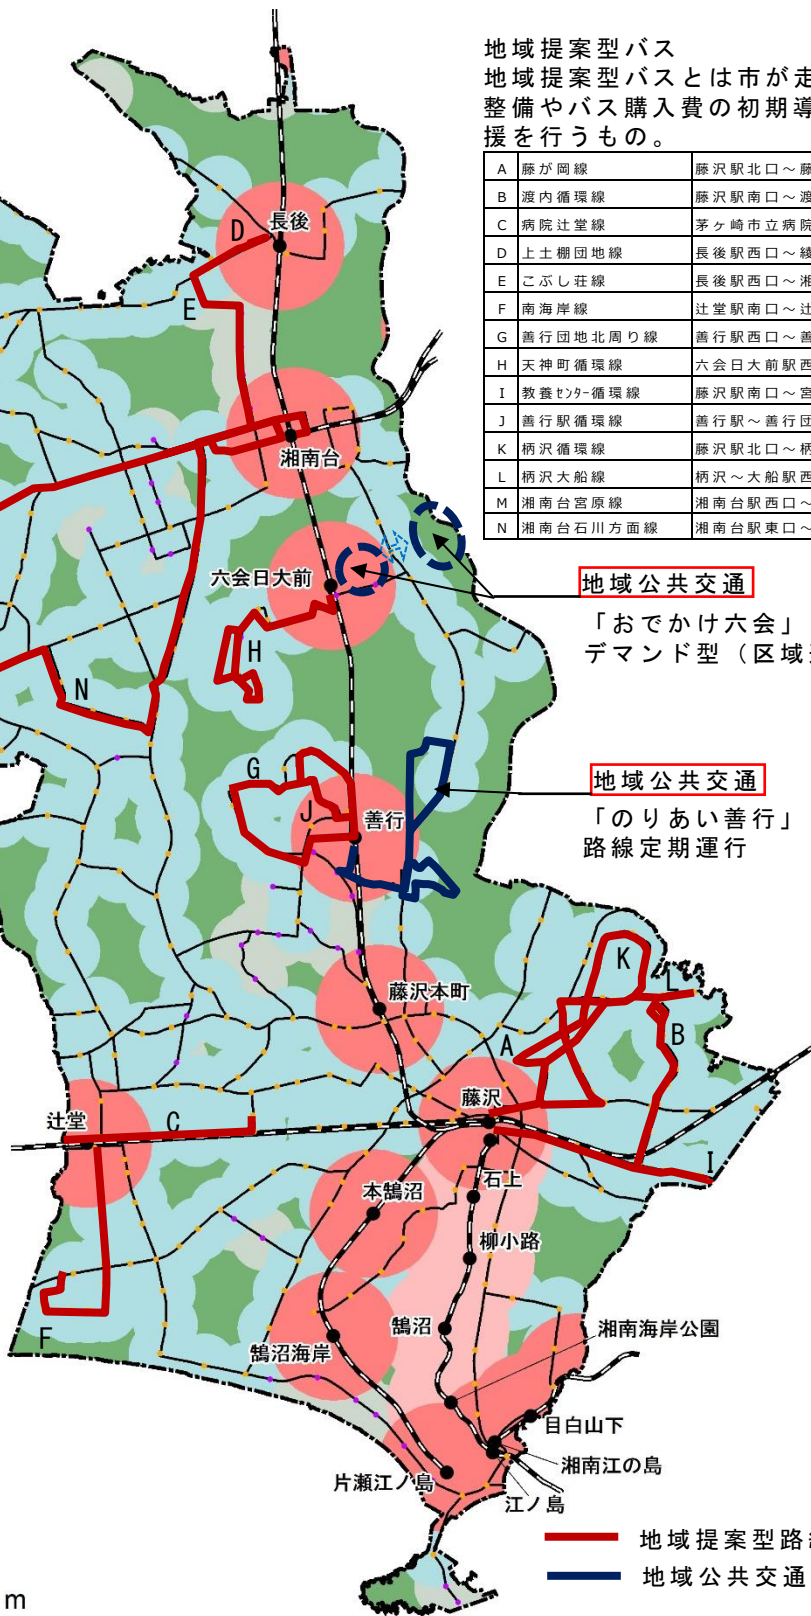 地域提案型バス
地域提案型バスとは市が走
整備やバス購入費の初期導
援を行うもの。
A 藤が岡線 藤沢駅北口～藤
B 渡内循環線 藤沢駅南口～渡
C 病院辻堂線 茅ヶ崎市立病院
D 上土棚団地線 長後駅西口～綾
E こぶし荘線 長後駅西口～湘
F 南海岸線 辻堂駅南口～辻
G 善行団地北周り線 善行駅西口～善
H 天神町循環線 六会日大前駅西
I 教養センター循環線 藤沢駅南口～宮
J 善行駅循環線 善行駅～善行団
K 柄沢循環線 藤沢駅北口～柄
L 柄沢大船線 柄沢～大船駅西
M 湘南台宮原線 湘南台駅西口～
N 湘南台石川方面線 湘南台駅東口～
D
長後
E
湘南台
六会日大前
地域公共交通
「おでかけ六会」
デマンド型（区域
H
N
G
J
善行
地域公共交通
「のりあい善行」
路線定期運行
K
L
藤沢本町
A
B
藤沢
辻堂
C
I
石上
本鵠沼
柳小路
F
鵠沼
湘南海岸公園
鵠沼海岸
目白山下
湘南江の島
片瀬江ノ島
江ノ島
地域提案型路
地域公共交通
m